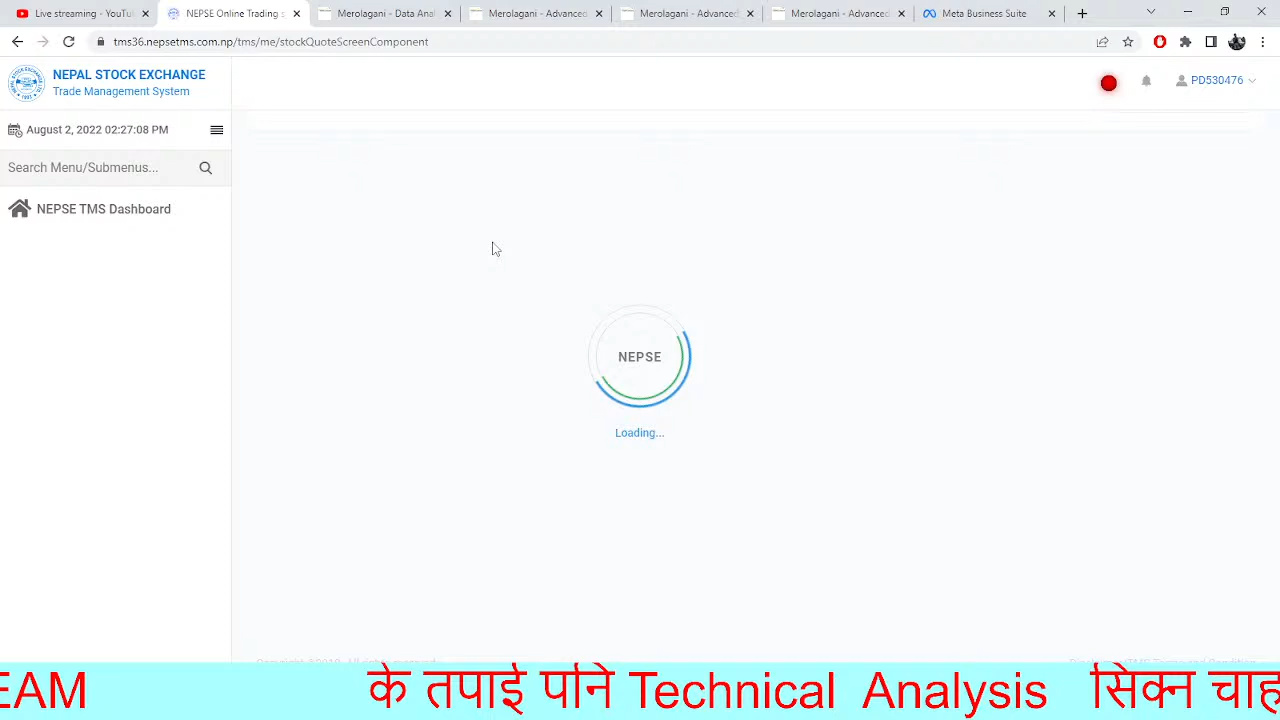 Live streaming - YouTu
NEPSE Online Trading s
Merolagani - Data Anal
Merolagani - Advanced
Merolagani - Advanced
Merolagani - Advanced
Meta Business Suite
tms36.nepsetms.com.np/tms/me/stockQuoteScreenComponent
NEPAL STOCK EXCHANGE
Trade Management System
PD530476
August 2, 2022 02:27:08 PM
Search Menu/Submenus...
NEPSE TMS Dashboard
NEPSE
Loading...
EAM के तपाई पनि Technical Analysis सिक्न चाह